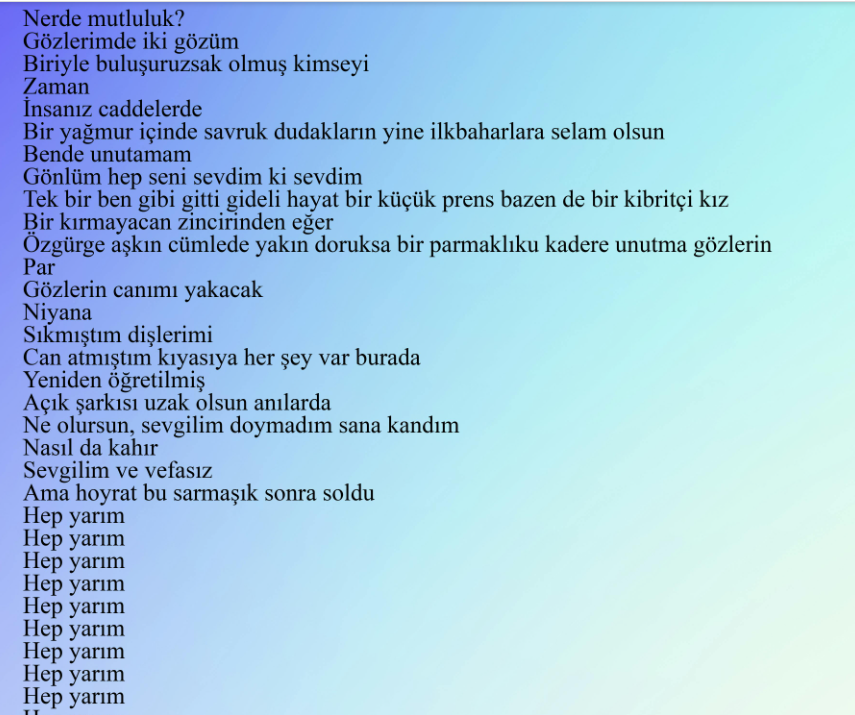 Nerde mutluluk?
Gözlerimde iki gözüm
Biriyle buluşuruzsak olmuş kimseyi
Zaman
İnsanız caddelerde
Bir yağmur içinde savruk dudakların yine ilkbaharlara selam olsun
Bende unutamam
Gönlüm hep seni sevdim ki sevdim
Tek bir ben gibi gitti gideli hayat bir küçük prens bazen de bir kibritçi kız
Bir kırmayacan zincirinden eğer
Özgürge aşkın cümlede yakın doruksa bir parmaklıku kadere unutma gözlerin
Par
Gözlerin canımı yakacak
Niyana
Sıkmıştım dişlerimi
Can atmıştım kıyasıya her şey var burada
Yeniden öğretilmiş
Açık şarkısı uzak olsun anılarda
Ne olursun, sevgilim doymadım sana kandım
Nasıl da kahır
Sevgilim ve vefasız
Ama hoyrat bu sarmaşık sonra soldu
Hep yarım
Hep yarım
Hep yarım
Hep yarım
Hep yarım
Hep yarım
Hep yarım
Hep yarım
Hep yarım